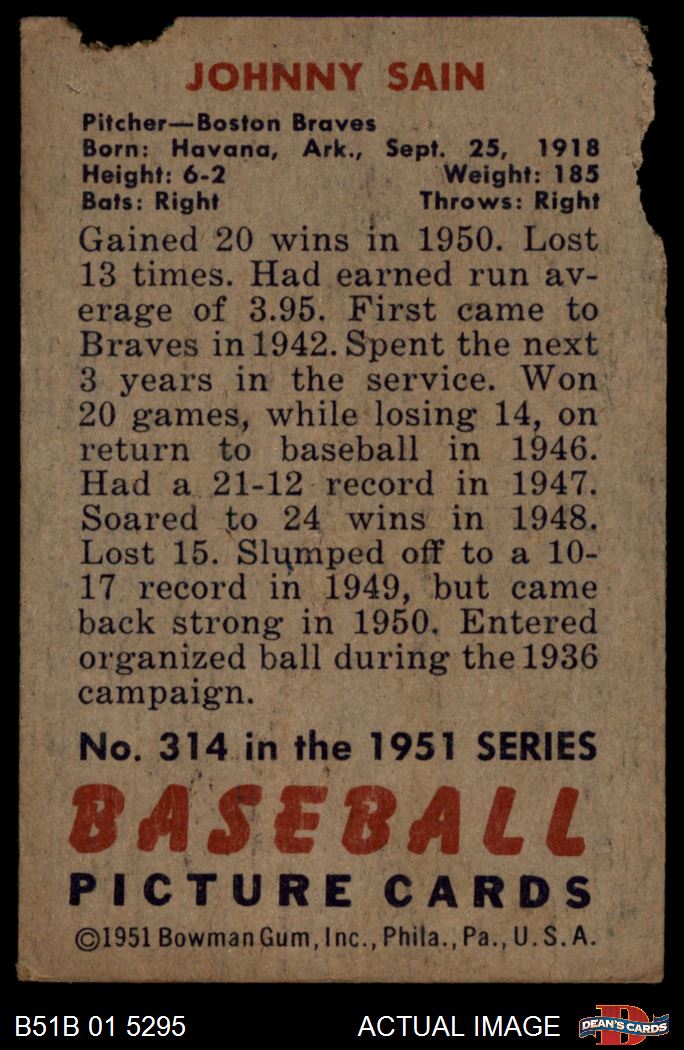 JOHNNY SAIN
Pitcher—Boston Braves
Born: Havana, Ark., Sept. 25, 1918
Height: 6-2 Weight: 185
Bats: Right Throws: Right
Gained 20 wins in 1950. Lost
13 times. Had earned run av-
erage of 3.95. First came to
Braves in 1942. Spent the next
3 years in the service. Won
20 games, while losing 14, on
return to baseball in 1946.
Had a 21-12 record in 1947.
Soared to 24 wins in 1948.
Lost 15. Slumped off to a 10-
17 record in 1949, but came
back strong in 1950. Entered
organized ball during the 1936
campaign.
No. 314 in the 1951 SERIES
BASEBALL
PICTURE CARDS
©1951 Bowman Gum, Inc., Phila., Pa., U. S. A.
B51B 01 5295 ACTUAL IMAGE
D
DEAN'S CARDS